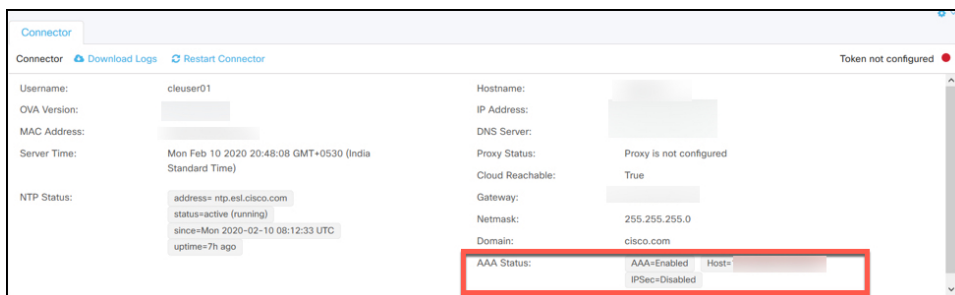 Connector
Connector Download Logs Restart Connector Token not configured
Username: cleuser01 Hostname:
OVA Version: IP Address:
MAC Address: DNS Server:
Server Time: Mon Feb 10 2020 20:48:08 GMT+0530 (India Proxy Status: Proxy is not configured
Standard Time)
Cloud Reachable: True
NTP Status: address= ntp.esl.cisco.com Gateway:
status=active (running)
Netmask: 255.255.255.0
since=Mon 2020-02-10 08:12:33 UTC
Domain: cisco.com
uptime=7h ago
AAA Status: AAA=Enabled Host=
IPSec=Disabled